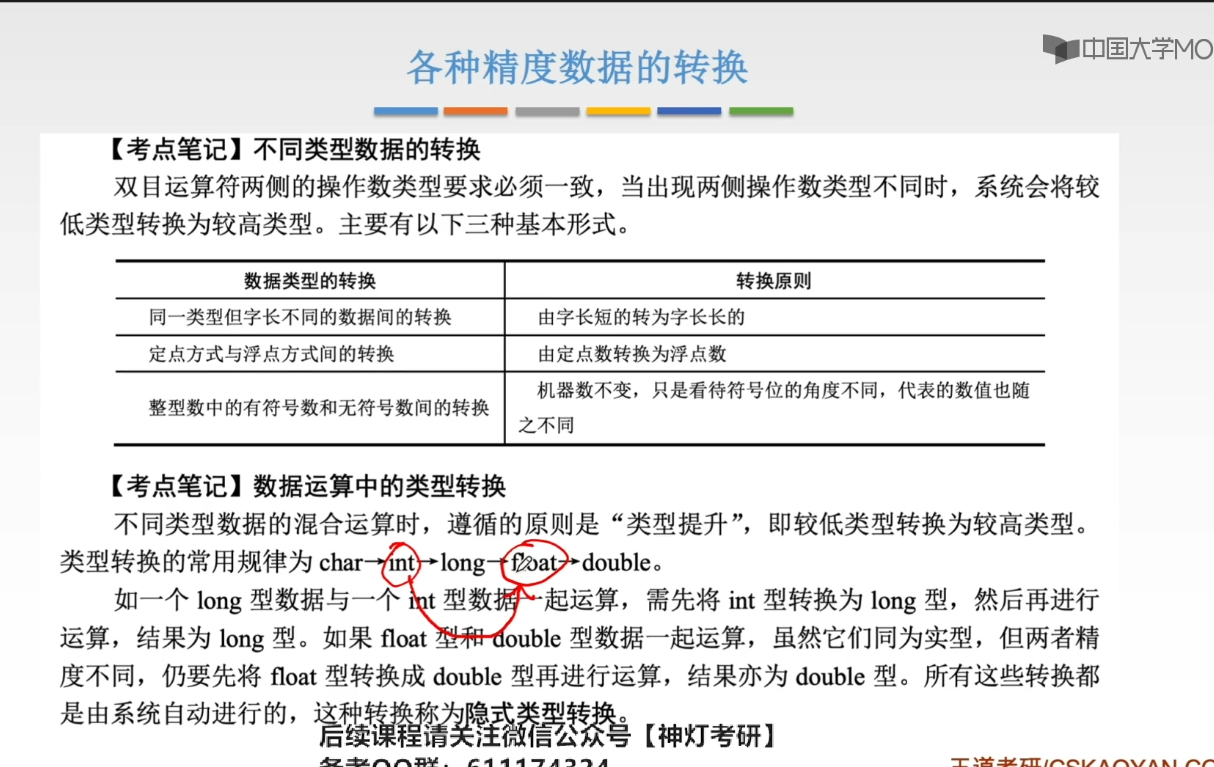 中国大学MO
各种精度数据的转换
【考点笔记】不同类型数据的转换
双目运算符两侧的操作数类型要求必须一致，当出现两侧操作数类型不同时，系统会将较
低类型转换为较高类型。主要有以下三种基本形式。
数据类型的转换 转换原则
同一类型但字长不同的数据间的转换 由字长短的转为字长长的
定点方式与浮点方式间的转换 由定点数转换为浮点数
整型数中的有符号数和无符号数间的转换 机器数不变，只是看待符号位的角度不同，代表的数值也随
之不同
【考点笔记】数据运算中的类型转换
不同类型数据的混合运算时，遵循的原则是“类型提升”，即较低类型转换为较高类型。
类型转换的常用规律为 char→int→long→float→double。
如一个 long 型数据与一个 int 型数据一起运算，需先将 int 型转换为 long 型，然后再进行
运算，结果为 long 型。如果 float 型和 double 型数据一起运算，虽然它们同为实型，但两者精
度不同，仍要先将 float 型转换成 double 型再进行运算，结果亦为 double 型。所有这些转换都
是由系统自动进行的，这种转换称为隐式类型转换。
后续课程请关注微信公众号【神灯考研】
备考QQ群：611174324
王道考研/CSKAOYAN.CO